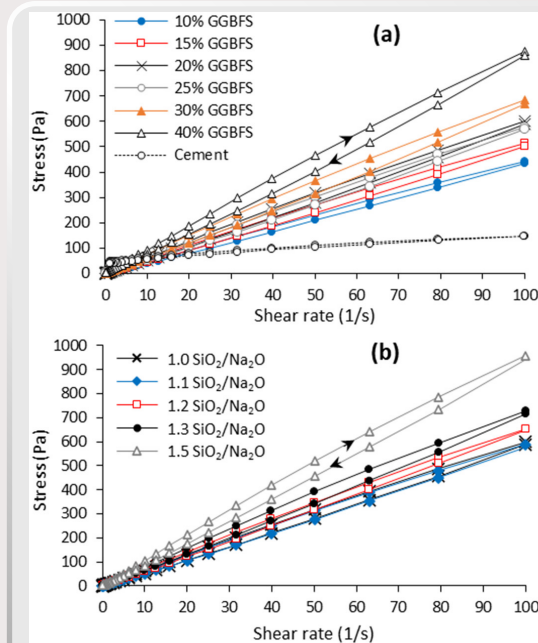 (a)
1000
900
800
700
600
500
400
300
200
100
0
Stress(Pa)
10% GGBFS
15% GGBFS
20% GGBFS
25% GGBFS
30% GGBFS
40% GGBFS
Cement
0 10 20 30 40 50 60 70 80 90 100
Shear rate (1/s)
(b)
1000
900
800
700
600
500
400
300
200
100
0
Stress(Pa)
1.0 SiO₂/Na₂O
1.1 SiO₂/Na₂O
1.2 SiO₂/Na₂O
1.3 SiO₂/Na₂O
1.5 SiO₂/Na₂O
0 10 20 30 40 50 60 70 80 90 100
Shear rate (1/s)